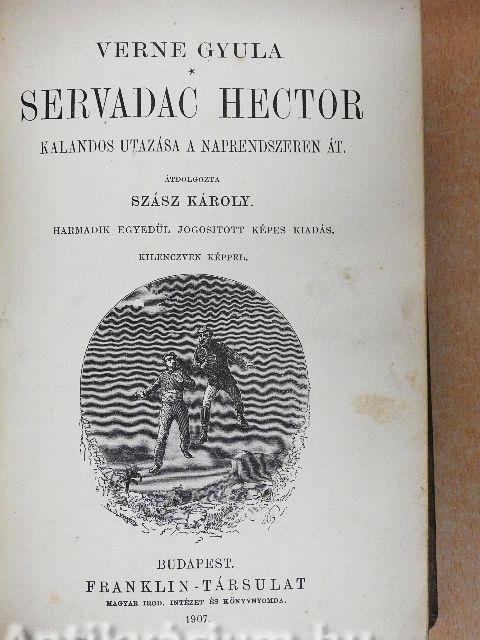 VERNE GYULA
*
SERVADAC HECTOR
KALANDOS UTAZÁSA A NAPRENDSZEREN ÁT.
ÁTDOLGOZTA
SZÁSZ KÁROLY.
HARMADIK EGYEDÜL JOGOSITOTT KÉPES KIADÁS.
KILENCZVEN KÉPPEL.
BUDAPEST.
FRANKLIN-TÁRSULAT
MAGYAR IROD. INTÉZET ÉS KÖNYVNYOMDA.
1907.